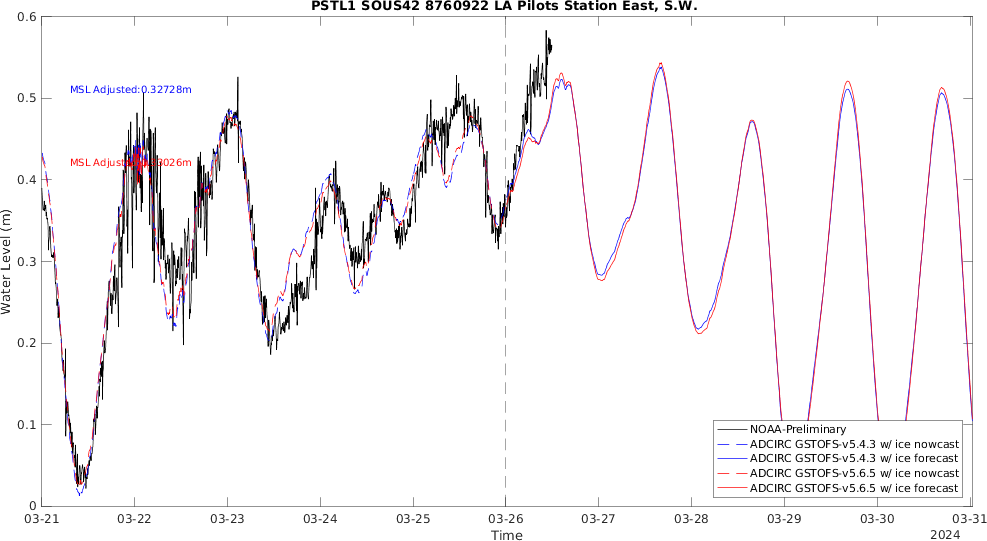 PSTL1 SOUS42 8760922 LA Pilots Station East, S.W.
0.6
0.5
0.4
0.3
0.2
0.1
0
Water Level (m)
MSL Adjusted:0.32728m
MSL Adjusted
3026m
NOAA-Preliminary
ADCIRC GSTOFS-v5.4.3 w/ ice nowcast
ADCIRC GSTOFS-v5.4.3 w/ ice forecast
ADCIRC GSTOFS-v5.6.5 w/ ice nowcast
ADCIRC GSTOFS-v5.6.5 w/ ice forecast
03-21 03-22 03-23 03-24 03-25 03-26 03-27 03-28 03-29 03-30 03-31
Time
2024